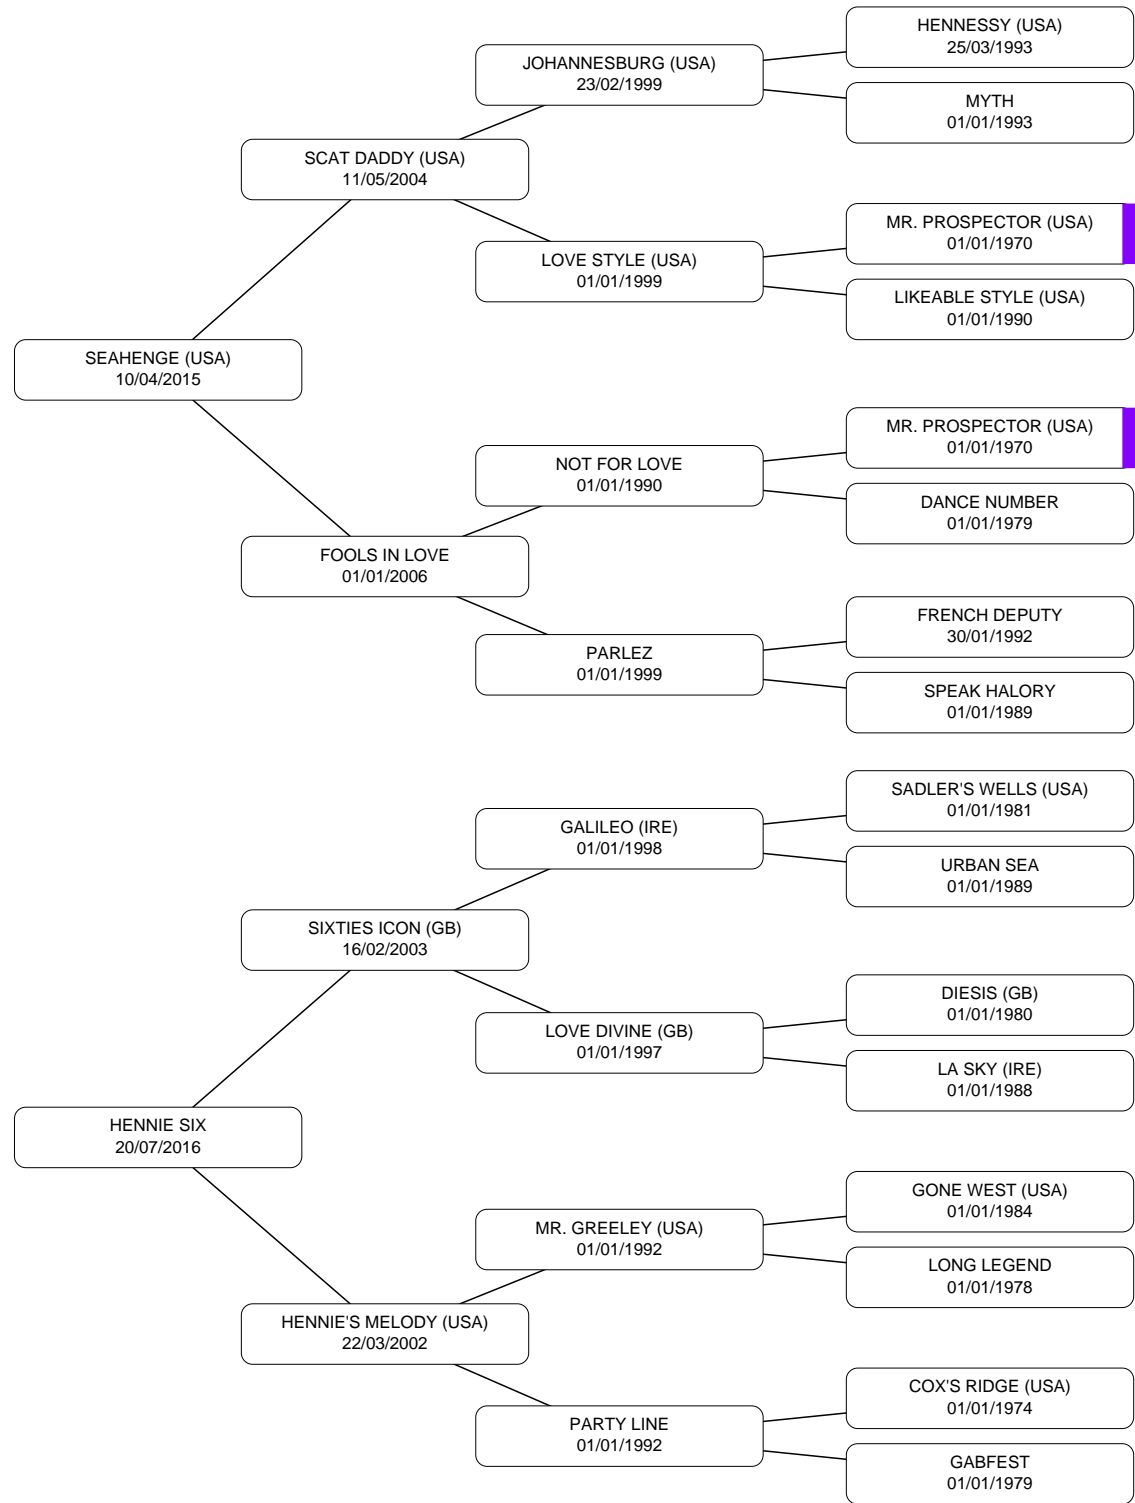 HENNESSY (USA)
25/03/1993
JOHANNESBURG (USA)
23/02/1999
MYTH
01/01/1993
SCAT DADDY (USA)
11/05/2004
MR. PROSPECTOR (USA)
01/01/1970
LOVE STYLE (USA)
01/01/1999
LIKEABLE STYLE (USA)
01/01/1990
SEAHENGE (USA)
10/04/2015
MR. PROSPECTOR (USA)
01/01/1970
NOT FOR LOVE
01/01/1990
DANCE NUMBER
01/01/1979
FOOLS IN LOVE
01/01/2006
FRENCH DEPUTY
30/01/1992
PARLEZ
01/01/1999
SPEAK HALORY
01/01/1989
SADLER'S WELLS (USA)
01/01/1981
GALILEO (IRE)
01/01/1998
URBAN SEA
01/01/1989
SIXTIES ICON (GB)
16/02/2003
DIESIS (GB)
01/01/1980
LOVE DIVINE (GB)
01/01/1997
LA SKY (IRE)
01/01/1988
HENNIE SIX
20/07/2016
GONE WEST (USA)
01/01/1984
MR. GREELEY (USA)
01/01/1992
LONG LEGEND
01/01/1978
HENNIE'S MELODY (USA)
22/03/2002
COX'S RIDGE (USA)
01/01/1974
PARTY LINE
01/01/1992
GABFEST
01/01/1979